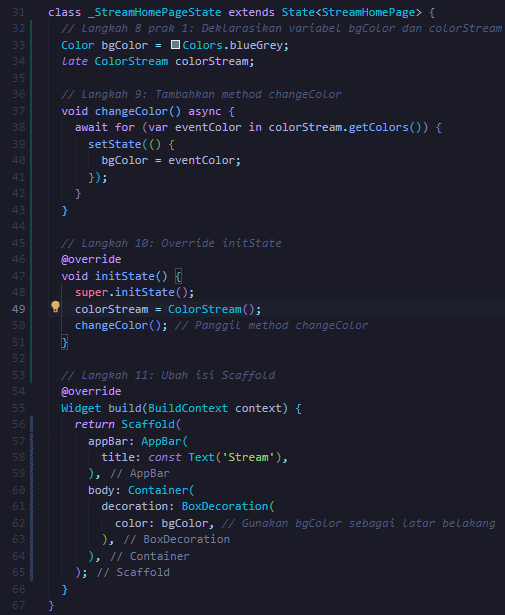 31 class _StreamHomePageState extends State<StreamHomePage> {
32 // Langkah 8 prak 1: Deklarasikan variabel bgColor dan colorStream
33 Color bgColor = Colors.blueGrey;
34 late ColorStream colorStream;
35
36 // Langkah 9: Tambahkan method changeColor
37 void changeColor() async {
38 await for (var eventColor in colorStream.getColors()) {
39 setState(() {
40 bgColor = eventColor;
41 });
42 }
43 }
44
45 // Langkah 10: Override initState
46 @override
47 void initState() {
48 super.initState();
49 colorStream = ColorStream();
50 changeColor(); // Panggil method changeColor
51 }
52
53 // Langkah 11: Ubah isi Scaffold
54 @override
55 Widget build(BuildContext context) {
56 return Scaffold(
57 appBar: AppBar(
58 title: const Text('Stream'),
59 ), // AppBar
60 body: Container(
61 decoration: BoxDecoration(
62 color: bgColor, // Gunakan bgColor sebagai latar belakang
63 ), // BoxDecoration
64 ), // Container
65 ); // Scaffold
66 }
67 }